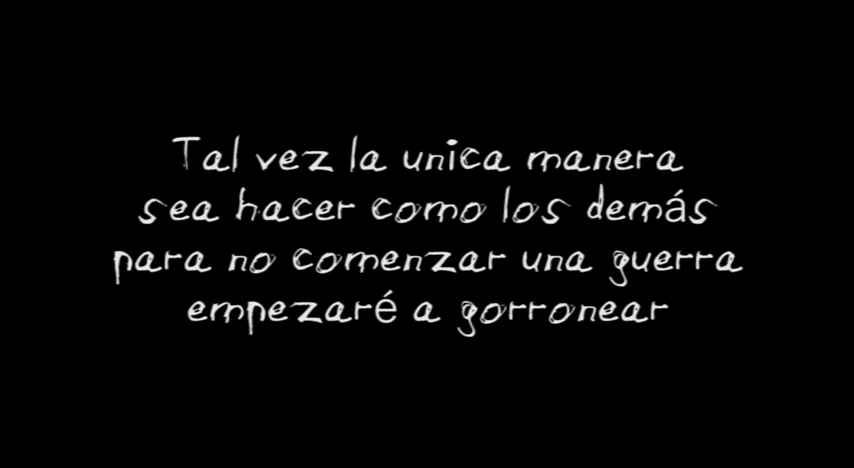 Tal vez la unica manera
sea hacer como los demás
para no comenzar una guerra
empezaré a gorronear